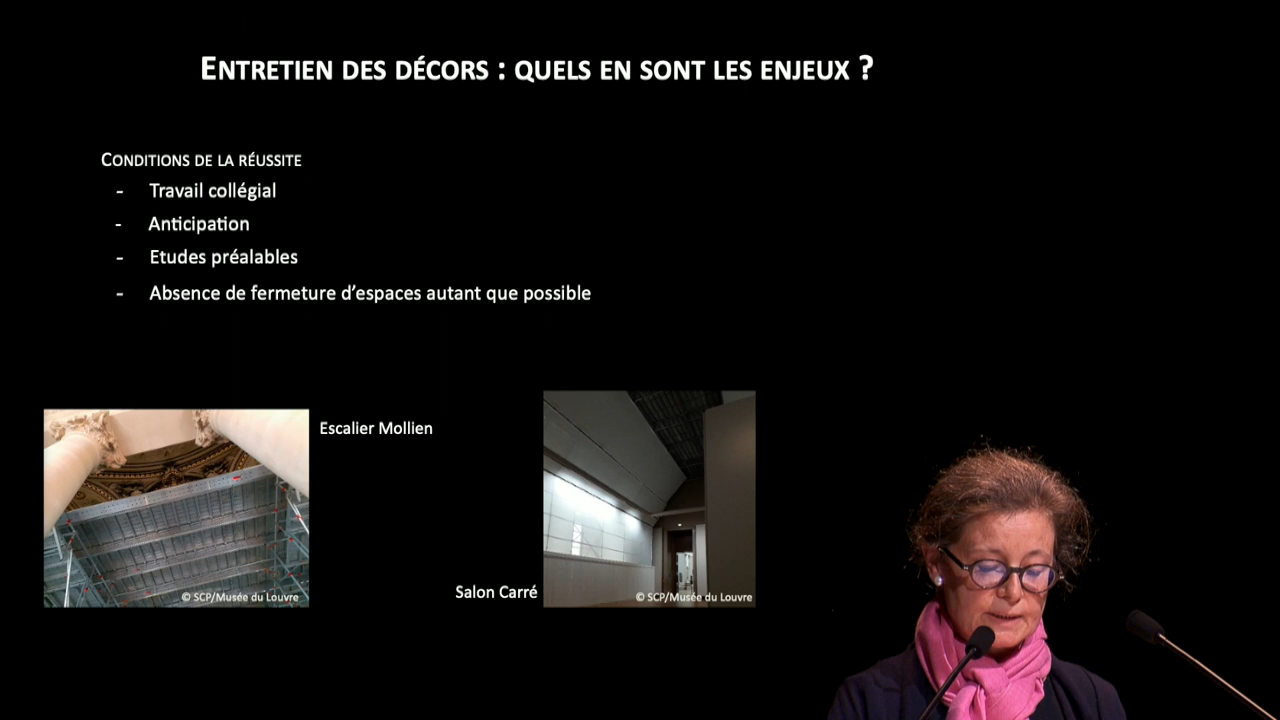 ENTRETIEN DES DÉCORS : QUELS EN SONT LES ENJEUX ?
CONDITIONS DE LA RÉUSSITE
- Travail collégial
- Anticipation
- Etudes préalables
- Absence de fermeture d’espaces autant que possible
Escalier Mollien
© SCP/Musée du Louvre
Salon Carré
© SCP/Musée du Louvre